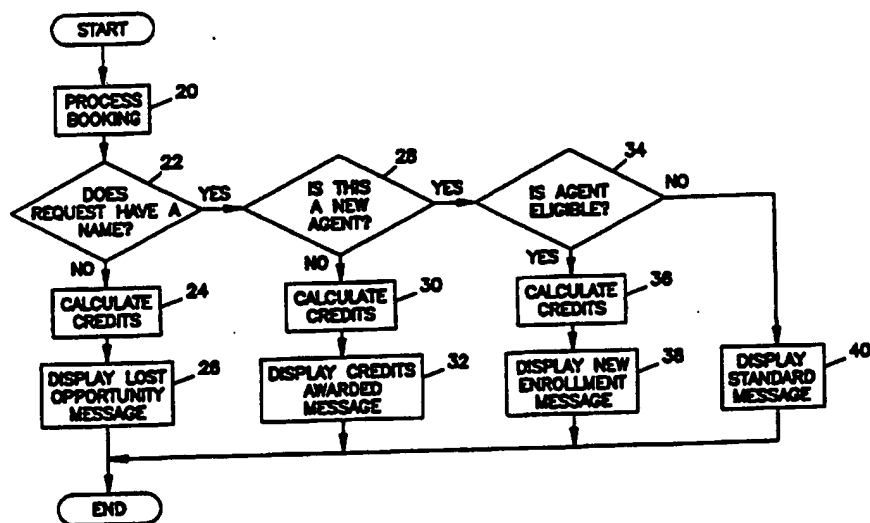 START
PROCESS
BOOKING
20
DOES
REQUEST HAVE A
NAME?
22
YES
NO
IS THIS
A NEW
AGENT?
28
YES
NO
IS AGENT
ELIGIBLE?
34
NO
YES
CALCULATE
CREDITS
24
CALCULATE
CREDITS
30
CALCULATE
CREDITS
36
DISPLAY LOST
OPPORTUNITY
MESSAGE
26
DISPLAY CREDITS
AWARDED
MESSAGE
32
DISPLAY NEW
ENROLLMENT
MESSAGE
38
DISPLAY
STANDARD
MESSAGE
40
END